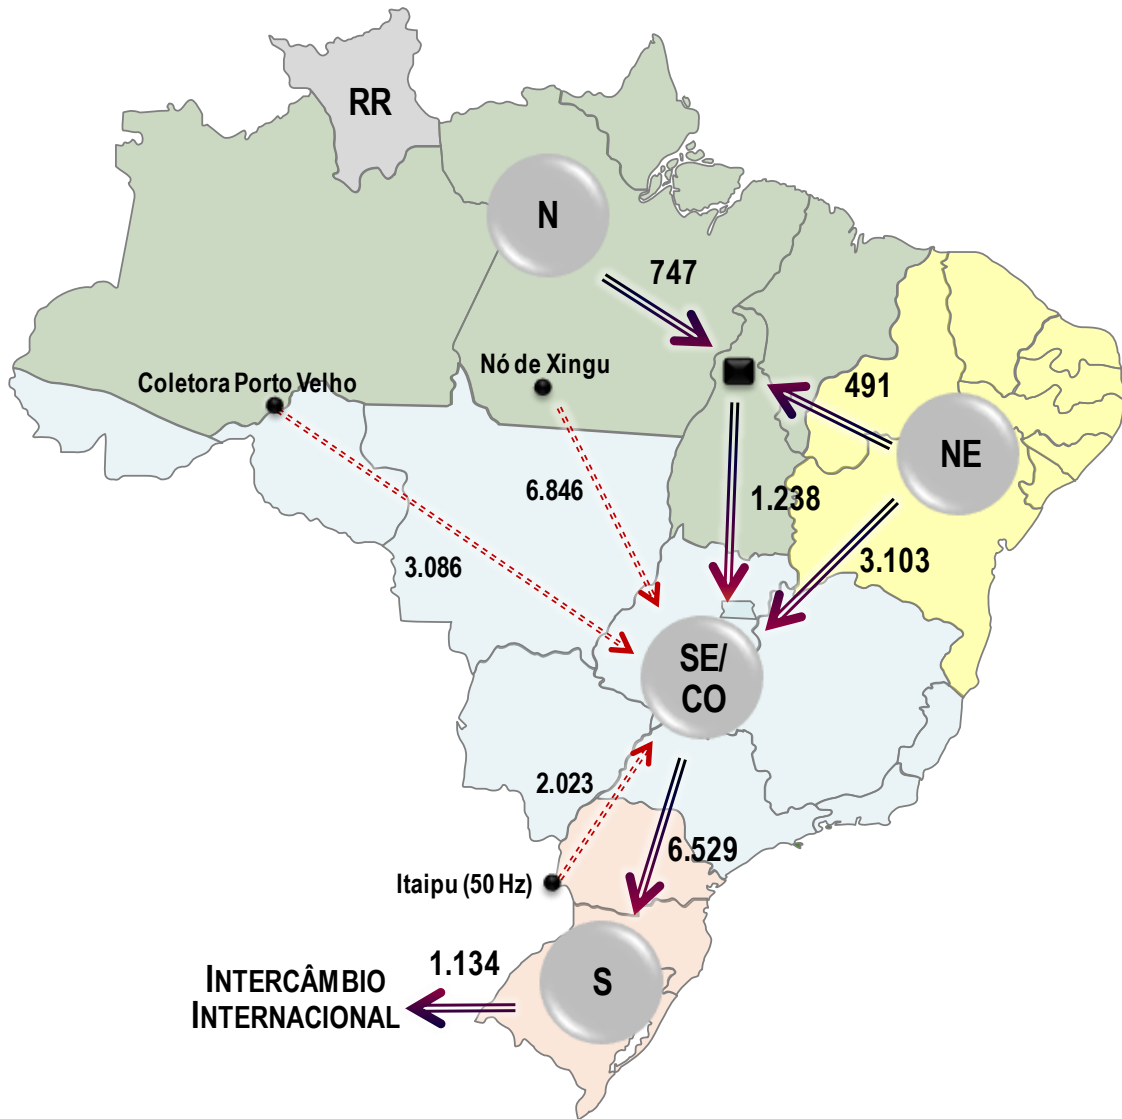 RR
N
747
Nó de Xingu
Coletora Porto Velho
491
NE
6.846
1.238
3.086
3.103
SE/
CO
2.023
6.529
Itaipu (50 Hz)
1.134
S
INTERCÂMBIO
INTERNACIONAL